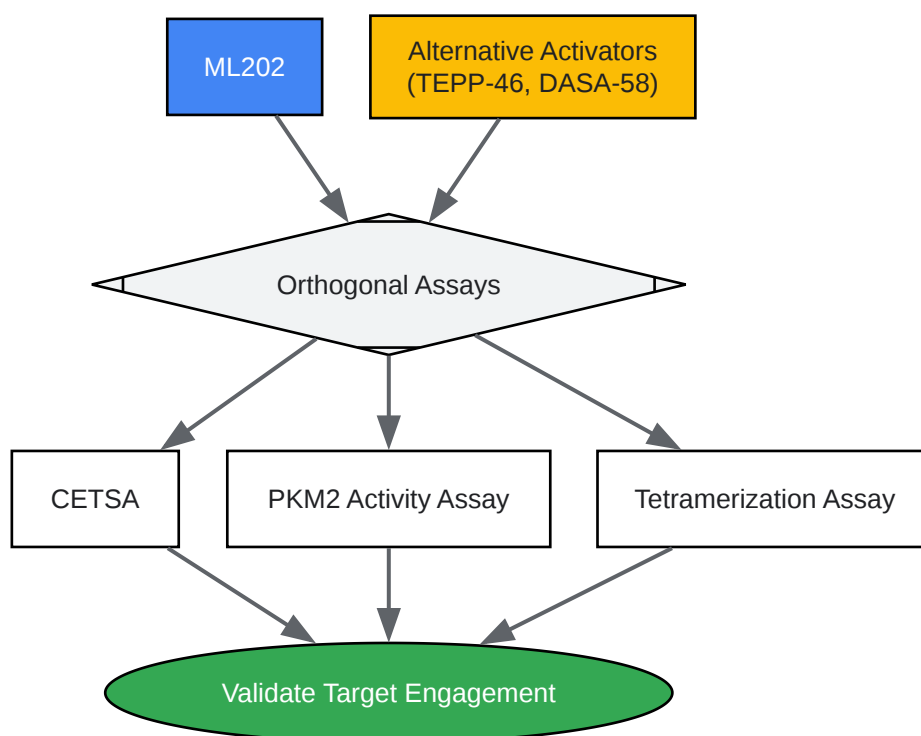 ML202
Alternative Activators
(TEPP-46, DASA-58)
Orthogonal Assays
CETSA
PKM2 Activity Assay
Tetramerization Assay
Validate Target Engagement